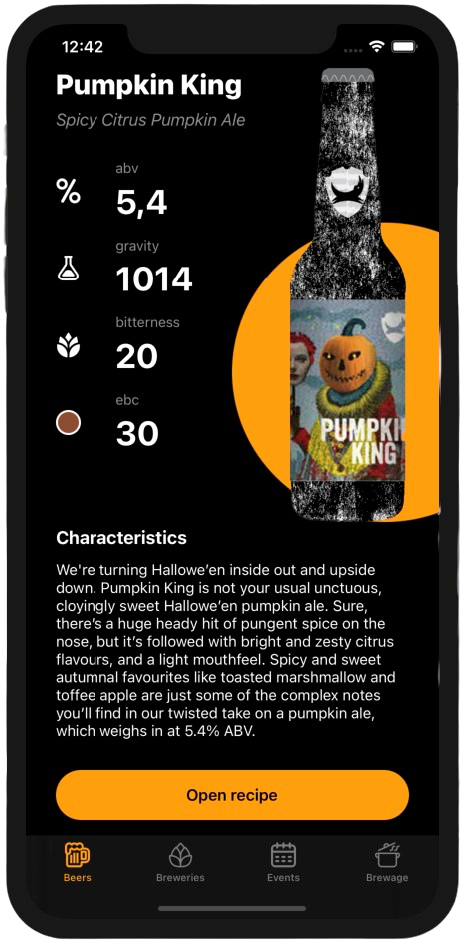 12:42
Pumpkin King
Spicy Citrus Pumpkin Ale
abv
% 5,4
gravity
1014
bitterness
20
ebc
30
PUMPKI
KING
Characteristics
We're turning Hallowe’en inside out and upside
down. Pumpkin King is not your usual unctuous,
cloyingly sweet Hallowe’en pumpkin ale. Sure,
there’s a huge heady hit of pungent spice on the
nose, but it’s followed with bright and zesty citrus
flavours, and a light mouthfeel. Spicy and sweet
autumnal favourites like toasted marshmallow and
toffee apple are just some of the complex notes
you’ll find in our twisted take on a pumpkin ale,
which weighs in at 5.4% ABV.
Open recipe
Beers
Breweries
Events
Brewage